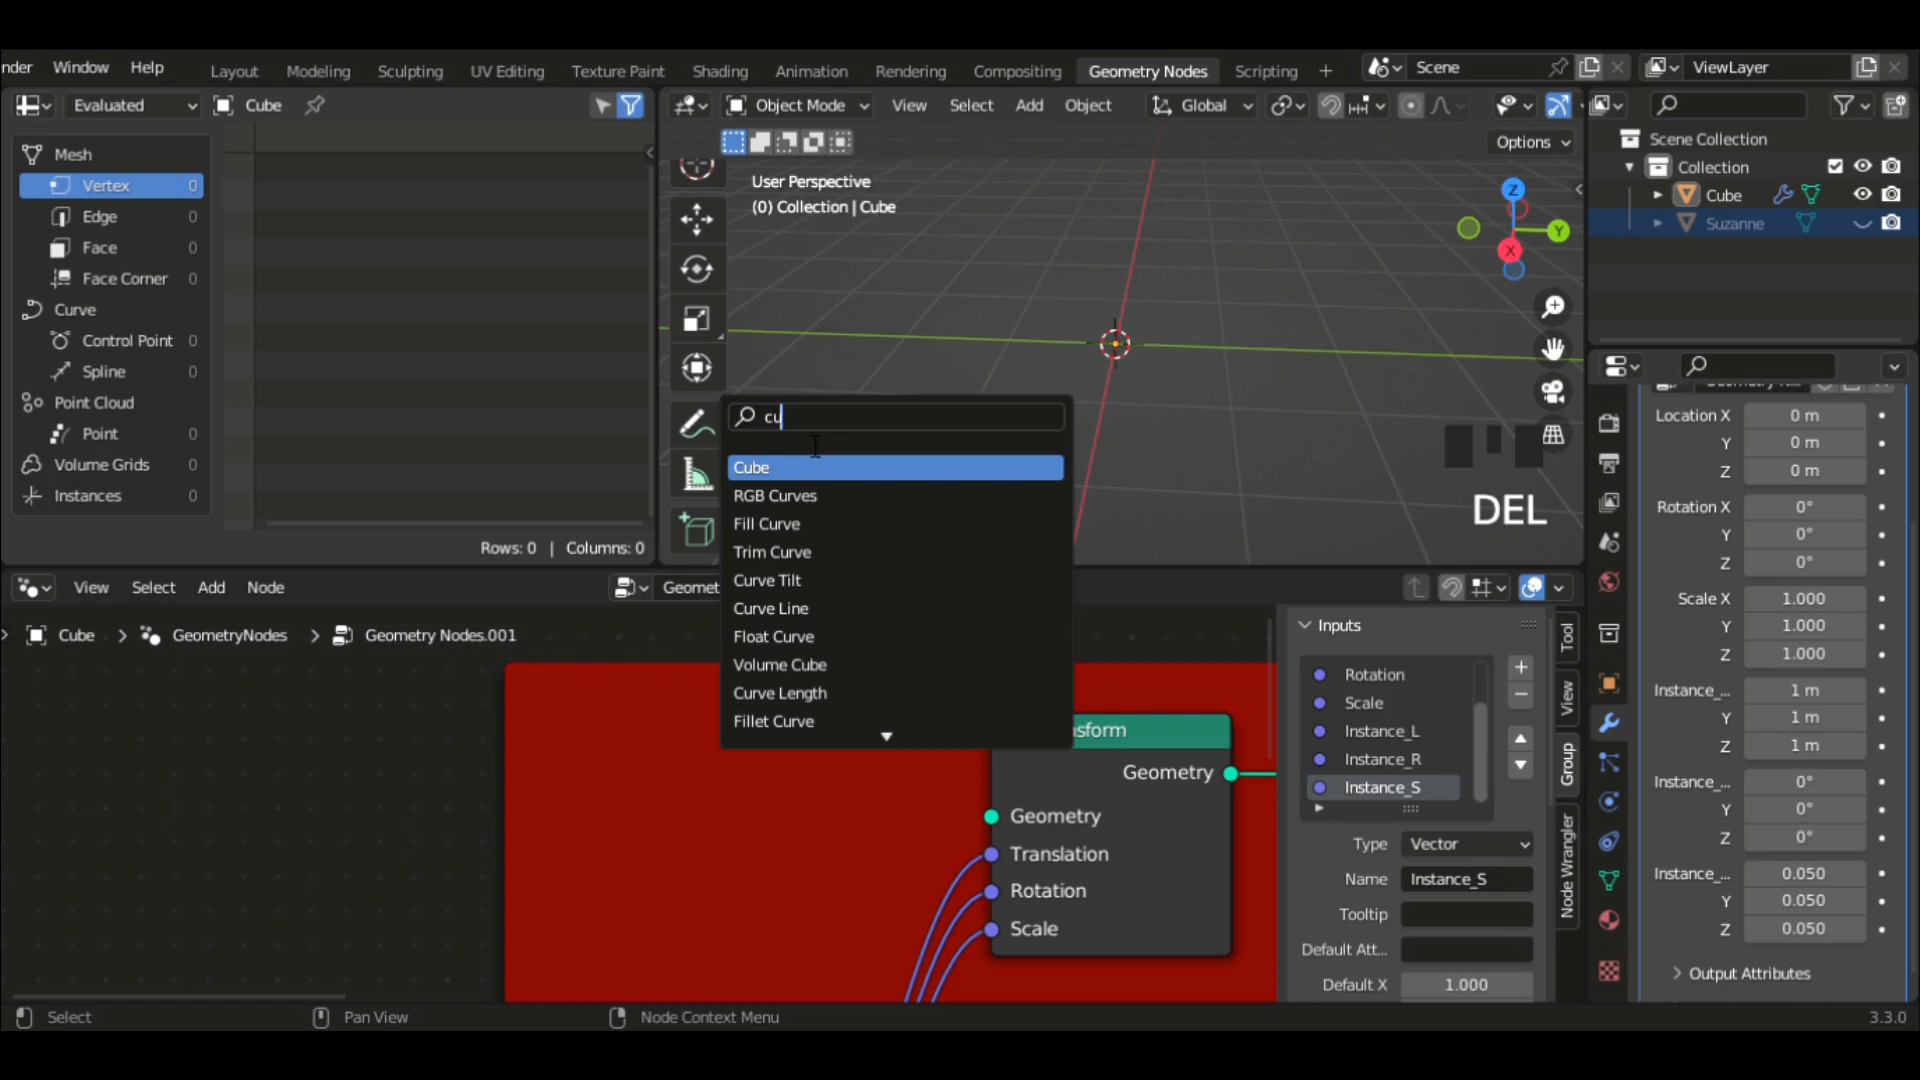 nder Window Help Layout Modeling Sculpting UV Editing Texture Paint Shading Animation Rendering Compositing Geometry Nodes Scripting + Scene ViewLayer
Evaluated Cube
Object Mode View Select Add Object Global
Options
Mesh
Vertex 0
Edge 0
Face 0
Face Corner 0
Curve
Control Point 0
Spline 0
Point Cloud
Point 0
Volume Grids 0
Instances 0
Rows: 0 | Columns: 0
User Perspective
(0) Collection | Cube
Z
Y
X
DEL
cu
Cube
RGB Curves
Fill Curve
Trim Curve
Curve Tilt
Curve Line
Float Curve
Volume Cube
Curve Length
Fillet Curve
Scene Collection
Collection
Cube
Suzanne
Location X 0 m
Y 0 m
Z 0 m
Rotation X 0°
Y 0°
Z 0°
Scale X 1.000
Y 1.000
Z 1.000
Instance_... 1 m
Y 1 m
Z 1 m
Instance_... 0°
Y 0°
Z 0°
Instance_... 0.050
Y 0.050
Z 0.050
Output Attributes
View Select Add Node Geomet
Cube > GeometryNodes > Geometry Nodes.001
sform
Geometry
Geometry
Translation
Rotation
Scale
Inputs
Rotation
Scale
Instance_L
Instance_R
Instance_S
Type Vector
Name Instance_S
Tooltip
Default Att...
Default X 1.000
Tool
View
Group
Node Wrangler
Select Pan View Node Context Menu 3.3.0